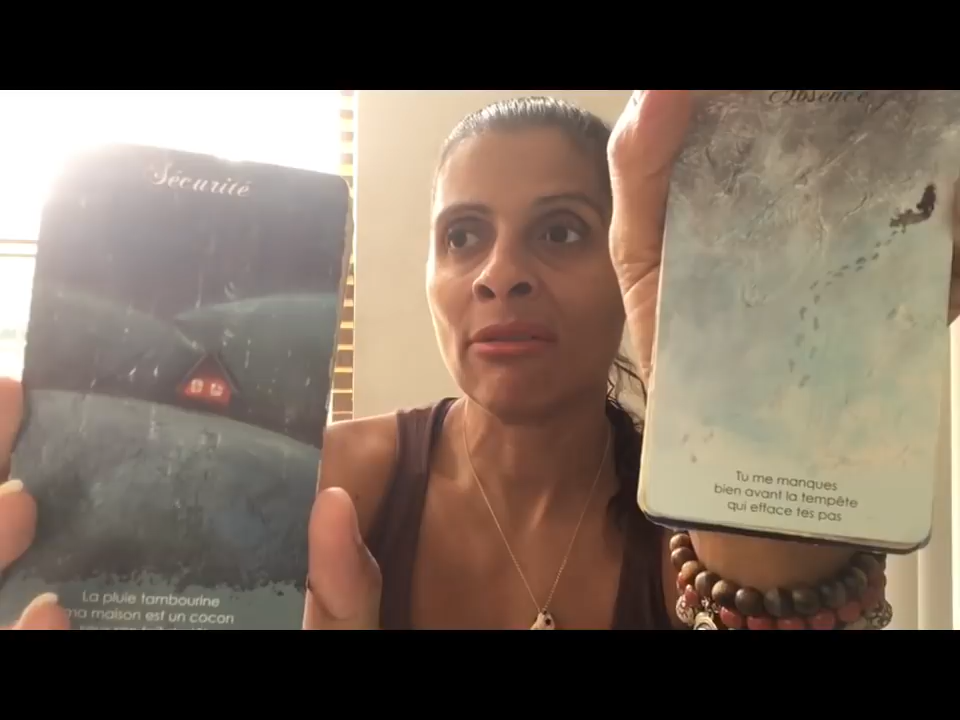 Sécurité
La pluie tambourine
ma maison est un cocon
Absence
Tu me manques
bien avant la tempête
qui efface tes pas